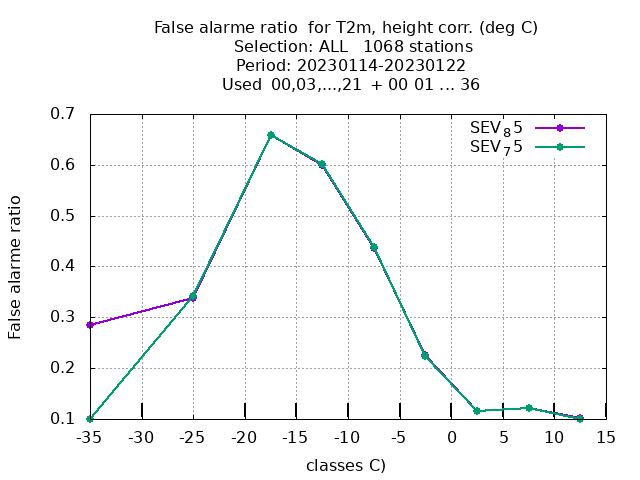 False alarme ratio  for T2m, height corr. (deg C)
Selection: ALL   1068 stations
Period: 20230114-20230122
Used  00,03,...,21  + 00 01 ... 36
SEV₈5
SEV₇5
False alarme ratio
0.7
0.6
0.5
0.4
0.3
0.2
0.1
-35 -30 -25 -20 -15 -10 -5 0 5 10 15
classes C)